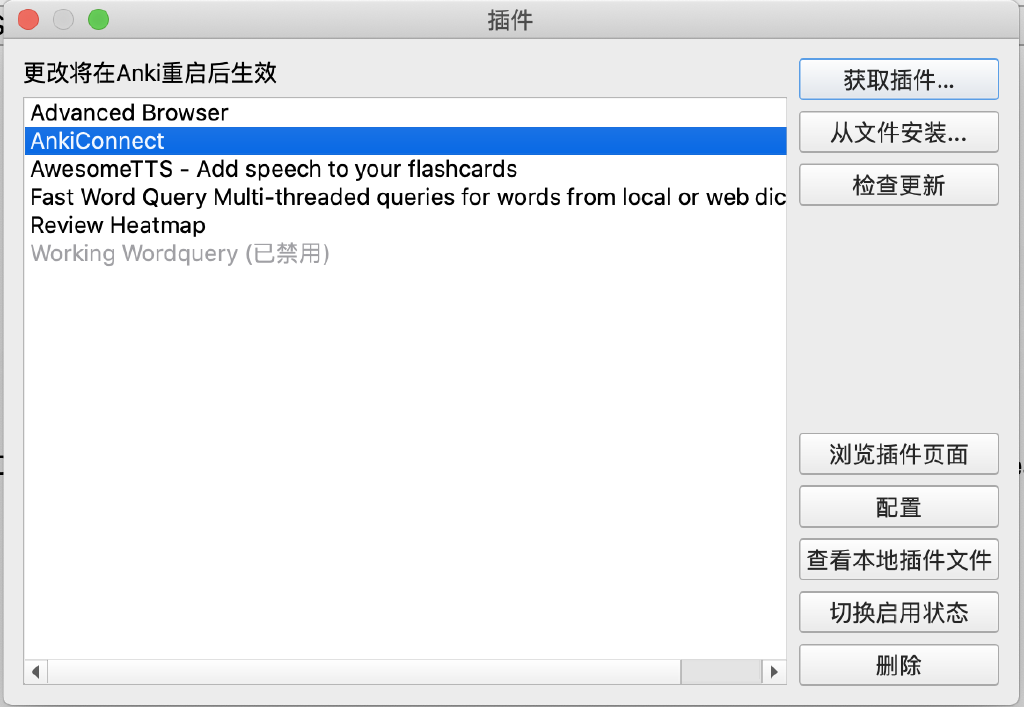 插件
更改将在Anki重启后生效
Advanced Browser
AnkiConnect
AwesomeTTS - Add speech to your flashcards
Fast Word Query Multi-threaded queries for words from local or web dic
Review Heatmap
Working Wordquery (已禁用)
获取插件...
从文件安装...
检查更新
浏览插件页面
配置
查看本地插件文件
切换启用状态
删除